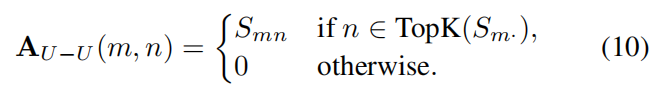 A_{U−U}(m, n) = { S_{mn} if n ∈ TopK(S_{m·}),
0 otherwise. (10)